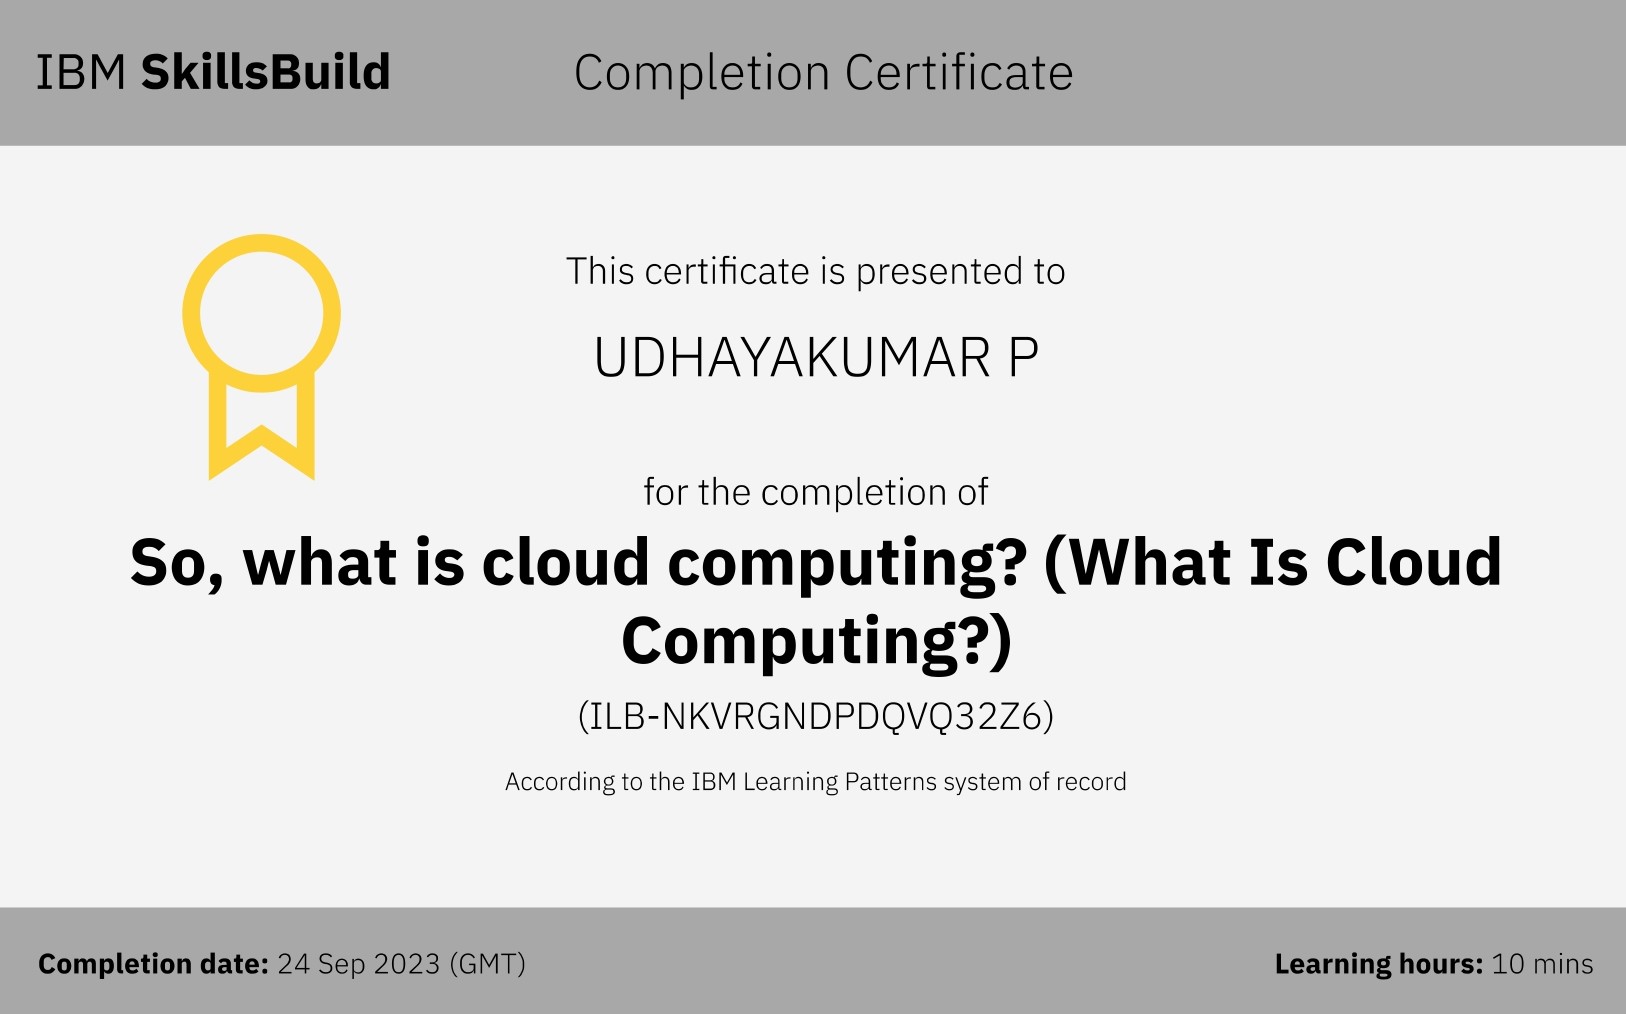 IBM SkillsBuild
Completion Certificate
This certificate is presented to
UDHAYAKUMAR P
for the completion of
So, what is cloud computing? (What Is Cloud
Computing?)
(ILB-NKVRGNDPDQVQ32Z6)
According to the IBM Learning Patterns system of record
Completion date: 24 Sep 2023 (GMT)
Learning hours: 10 mins